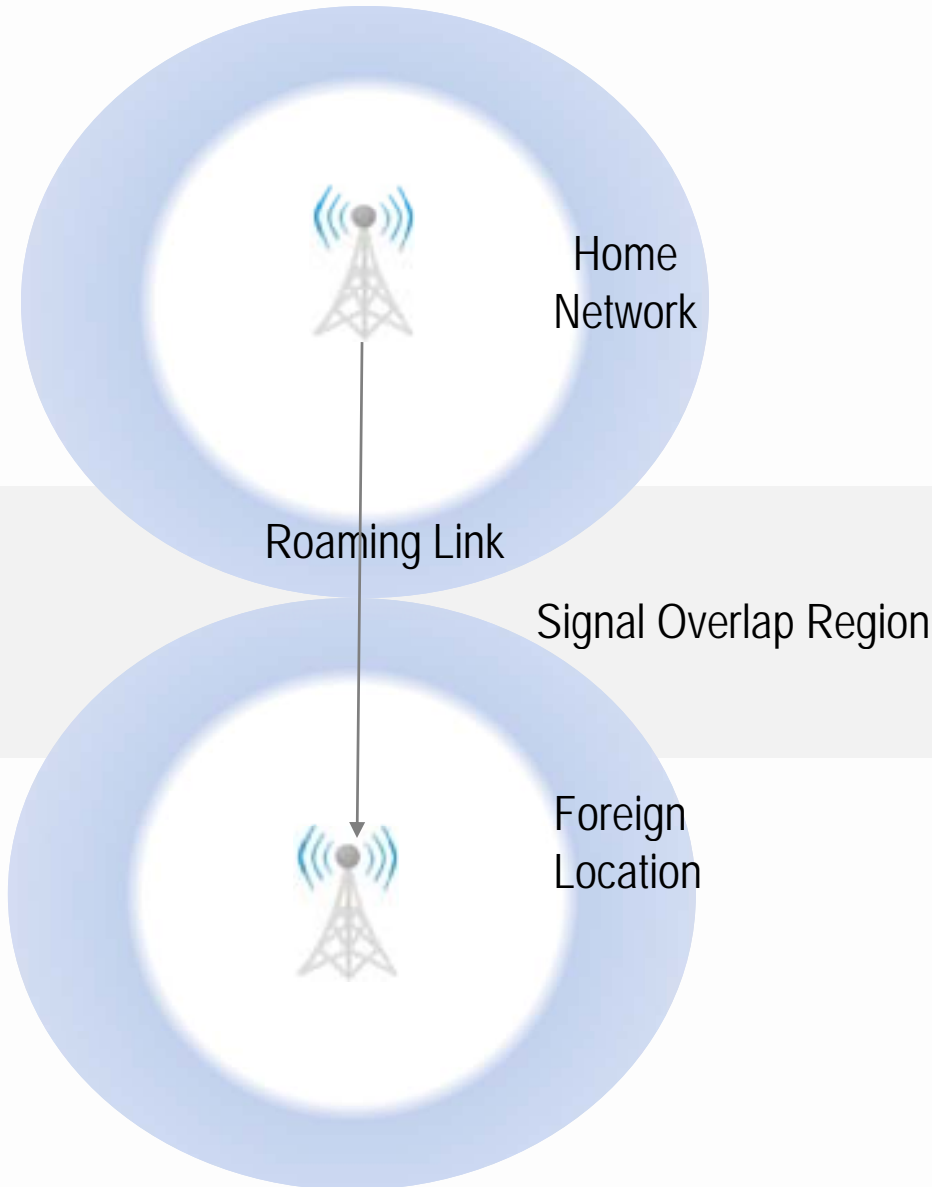 Home
Network
Roaming Link
Signal Overlap Region
Foreign
Location